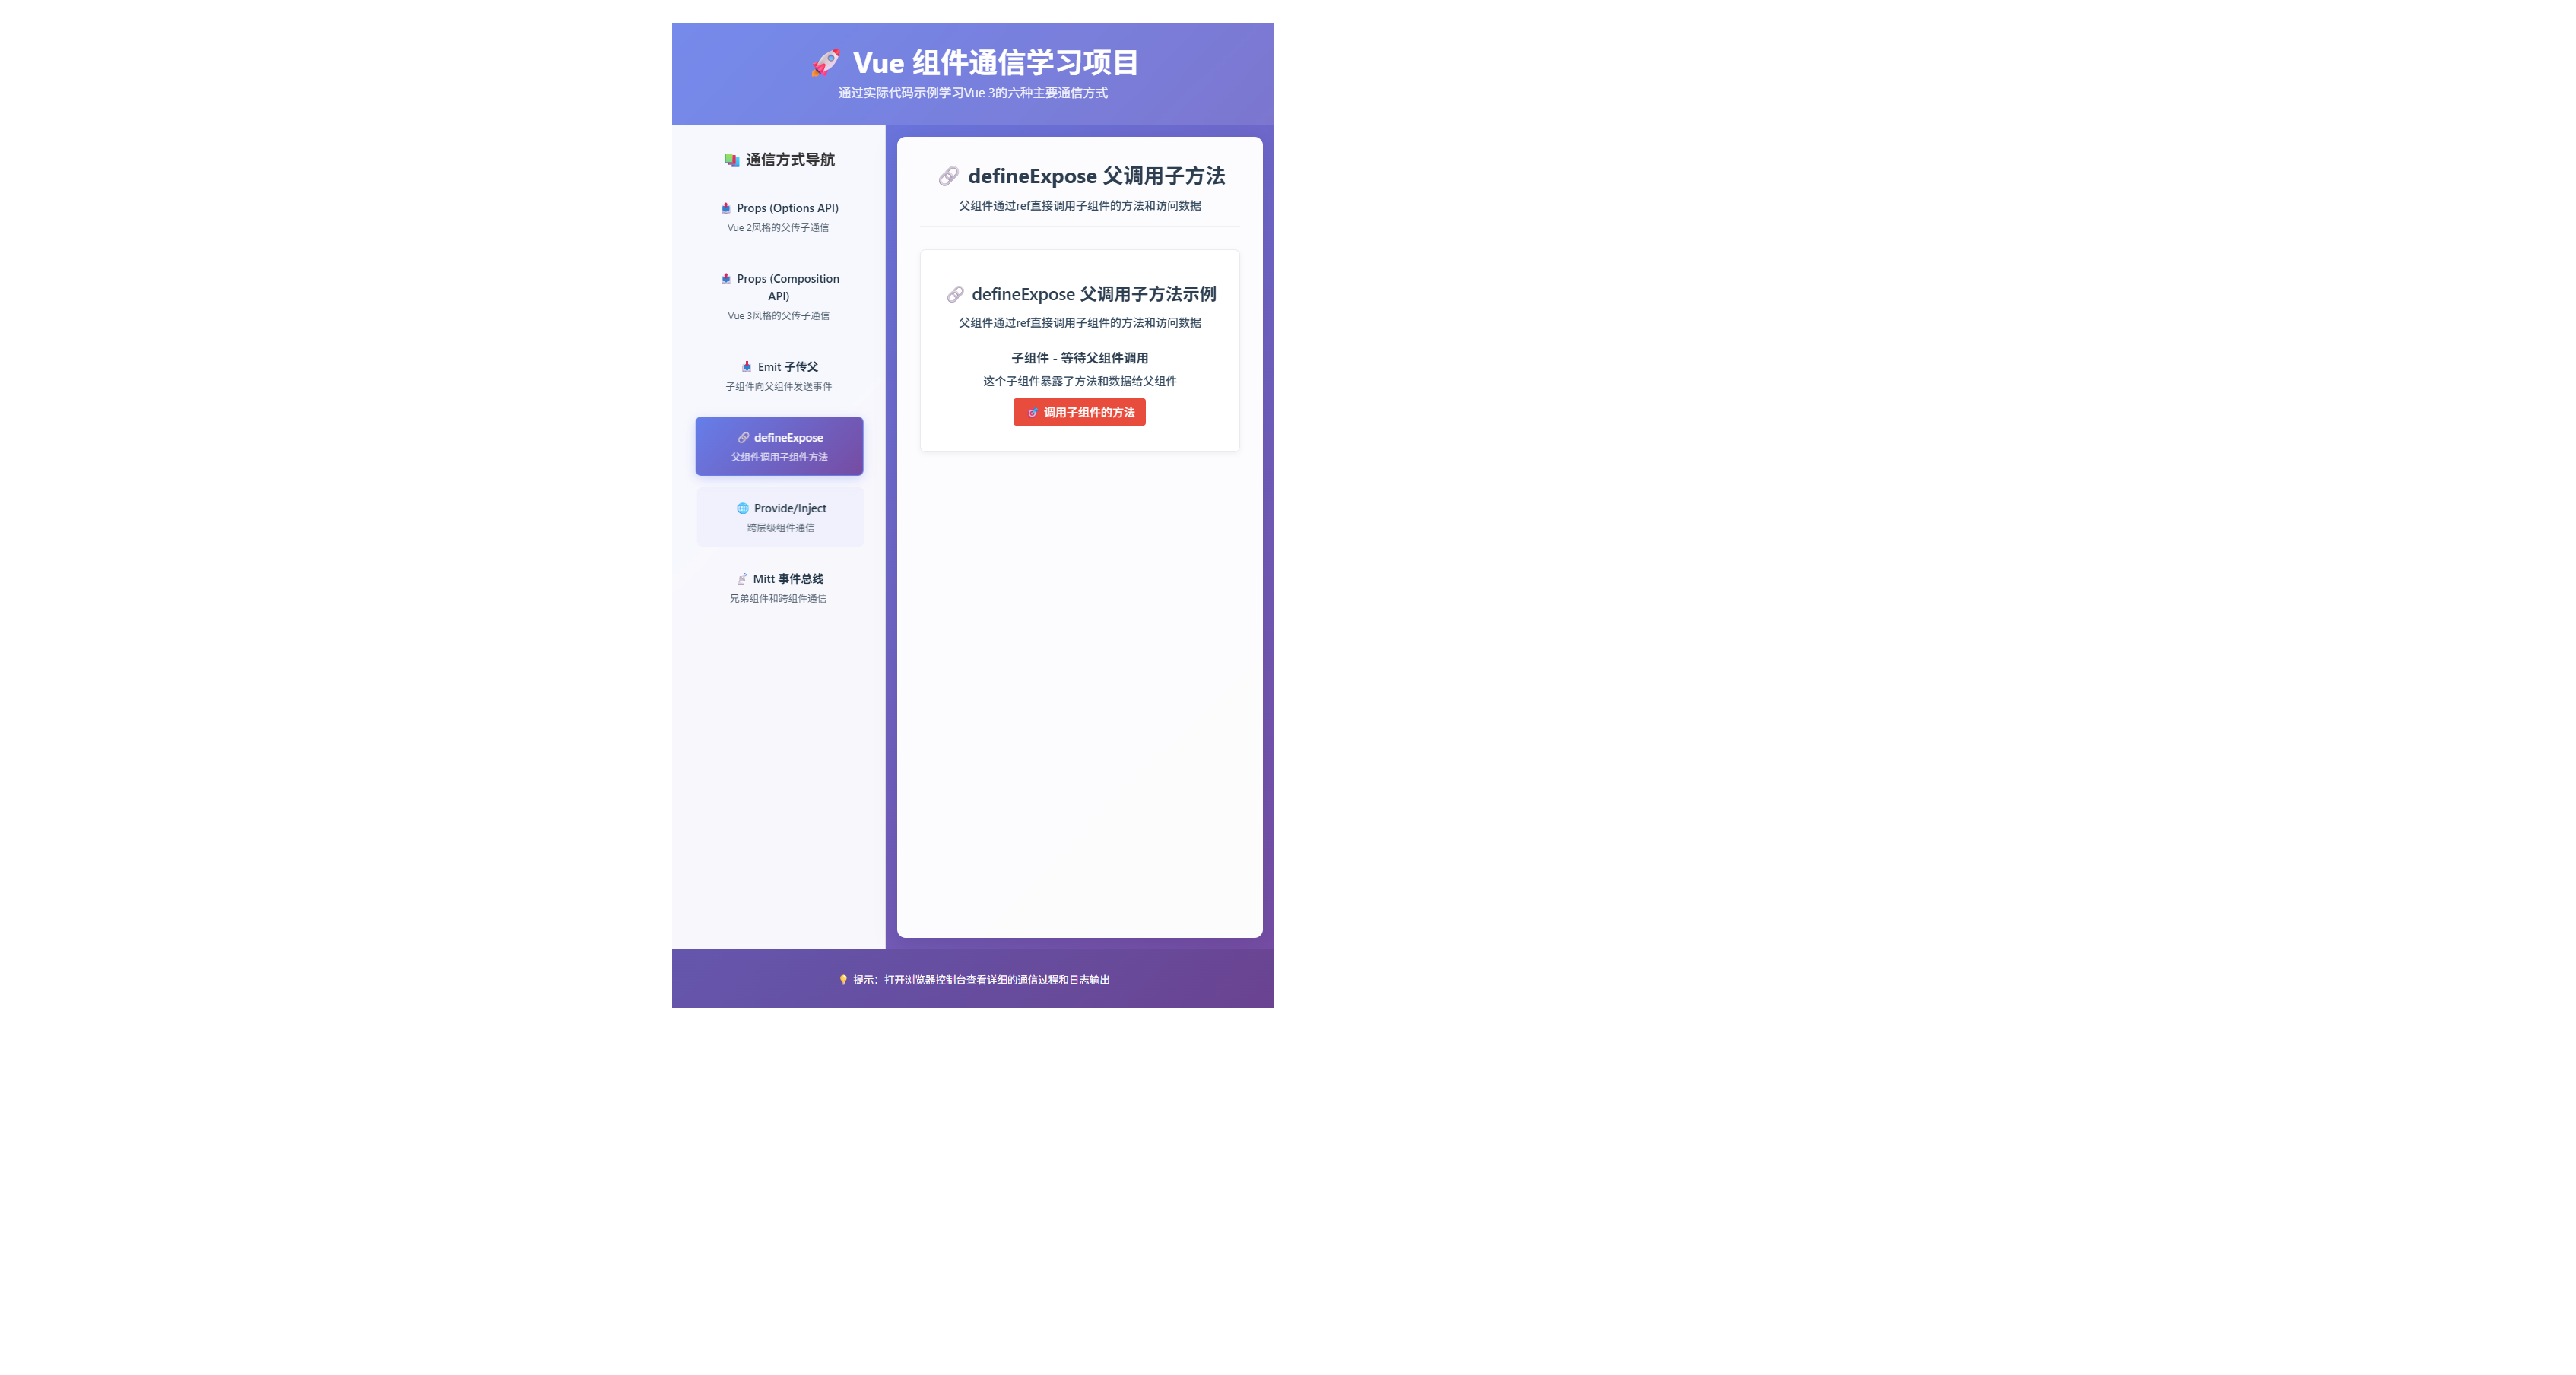 🚀 Vue 组件通信学习项目
通过实际代码示例学习Vue 3的六种主要通信方式
📚 通信方式导航
📤 Props (Options API)
Vue 2风格的父传子通信
📤 Props (Composition
API)
Vue 3风格的父传子通信
📥 Emit 子传父
子组件向父组件发送事件
🔗 defineExpose
父组件调用子组件方法
🌐 Provide/Inject
跨层级组件通信
📡 Mitt 事件总线
兄弟组件和跨组件通信
🔗 defineExpose 父调用子方法
父组件通过ref直接调用子组件的方法和访问数据
🔗 defineExpose 父调用子方法示例
父组件通过ref直接调用子组件的方法和访问数据
子组件 - 等待父组件调用
这个子组件暴露了方法和数据给父组件
🎯 调用子组件的方法
💡 提示：打开浏览器控制台查看详细的通信过程和日志输出